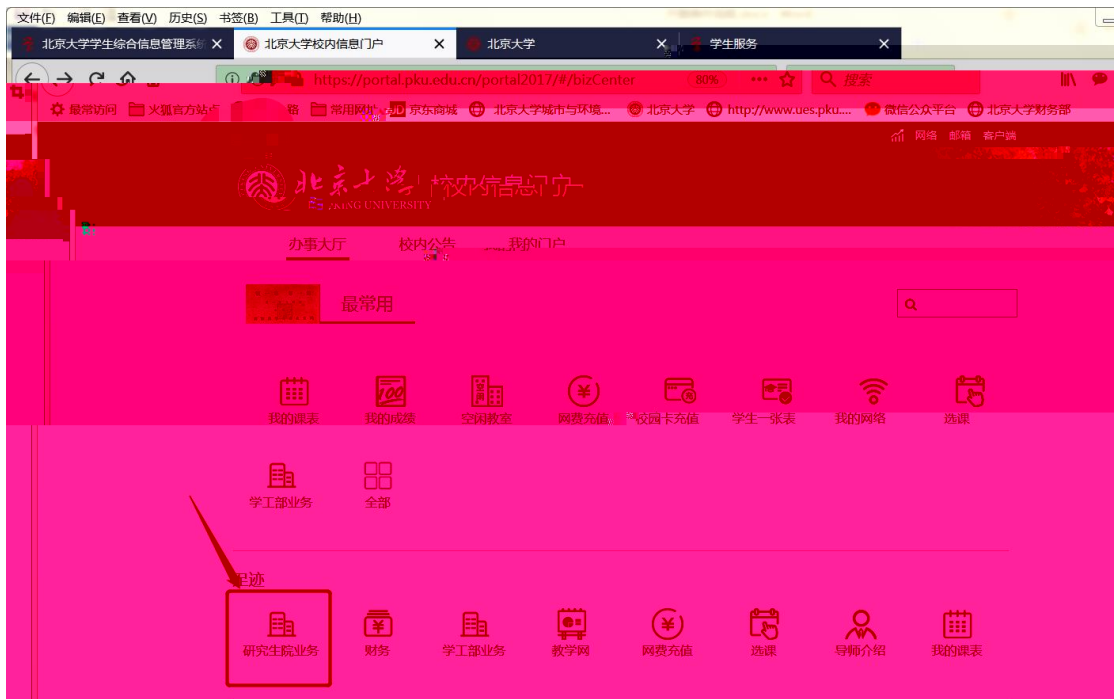 文件(F) 编辑(E) 查看(V) 历史(S) 书签(B) 工具(T) 帮助(H)
北京大学学生综合信息管理系统 × 北京大学校内信息门户 × 北京大学 × 学生服务 ×
https://portal.pku.edu.cn/portal2017/#/bizCenter 80% ··· 搜索
最常访问 火狐官方站点 常用网址 JD 京东商城 北京大学城市与环境... 北京大学 http://www.ues.pku.... 微信公众平台 北京大学财务部
网络 邮箱 客户端
北京大学 校内信息门户
PEKING UNIVERSITY
办事大厅 校内公告 我的门户
最常用
我的课表 我的成绩 空闲教室 网费充值 校园卡充值 学生一张表 我的网络 选课
学工部业务 全部
足迹
研究生院业务 财务 学工部业务 教学网 网费充值 选课 导师介绍 我的课表